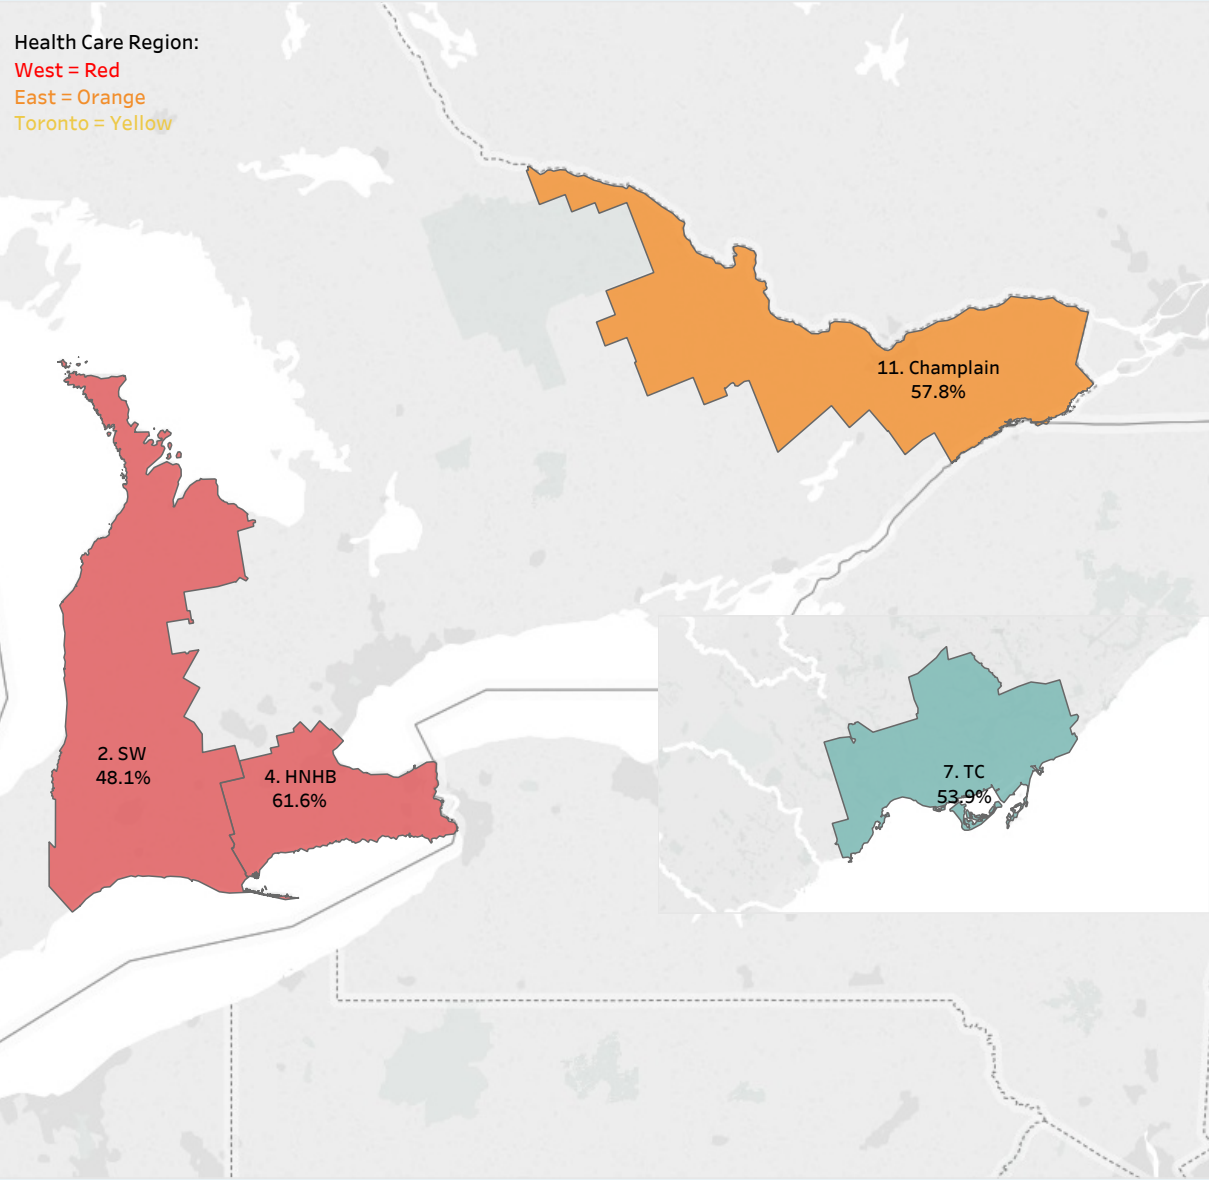 Health Care Region:
West = Red
East = Orange
Toronto = Yellow
11. Champlain
57.8%
2. SW
48.1%
4. HNHB
61.6%
7. TC
53.9%